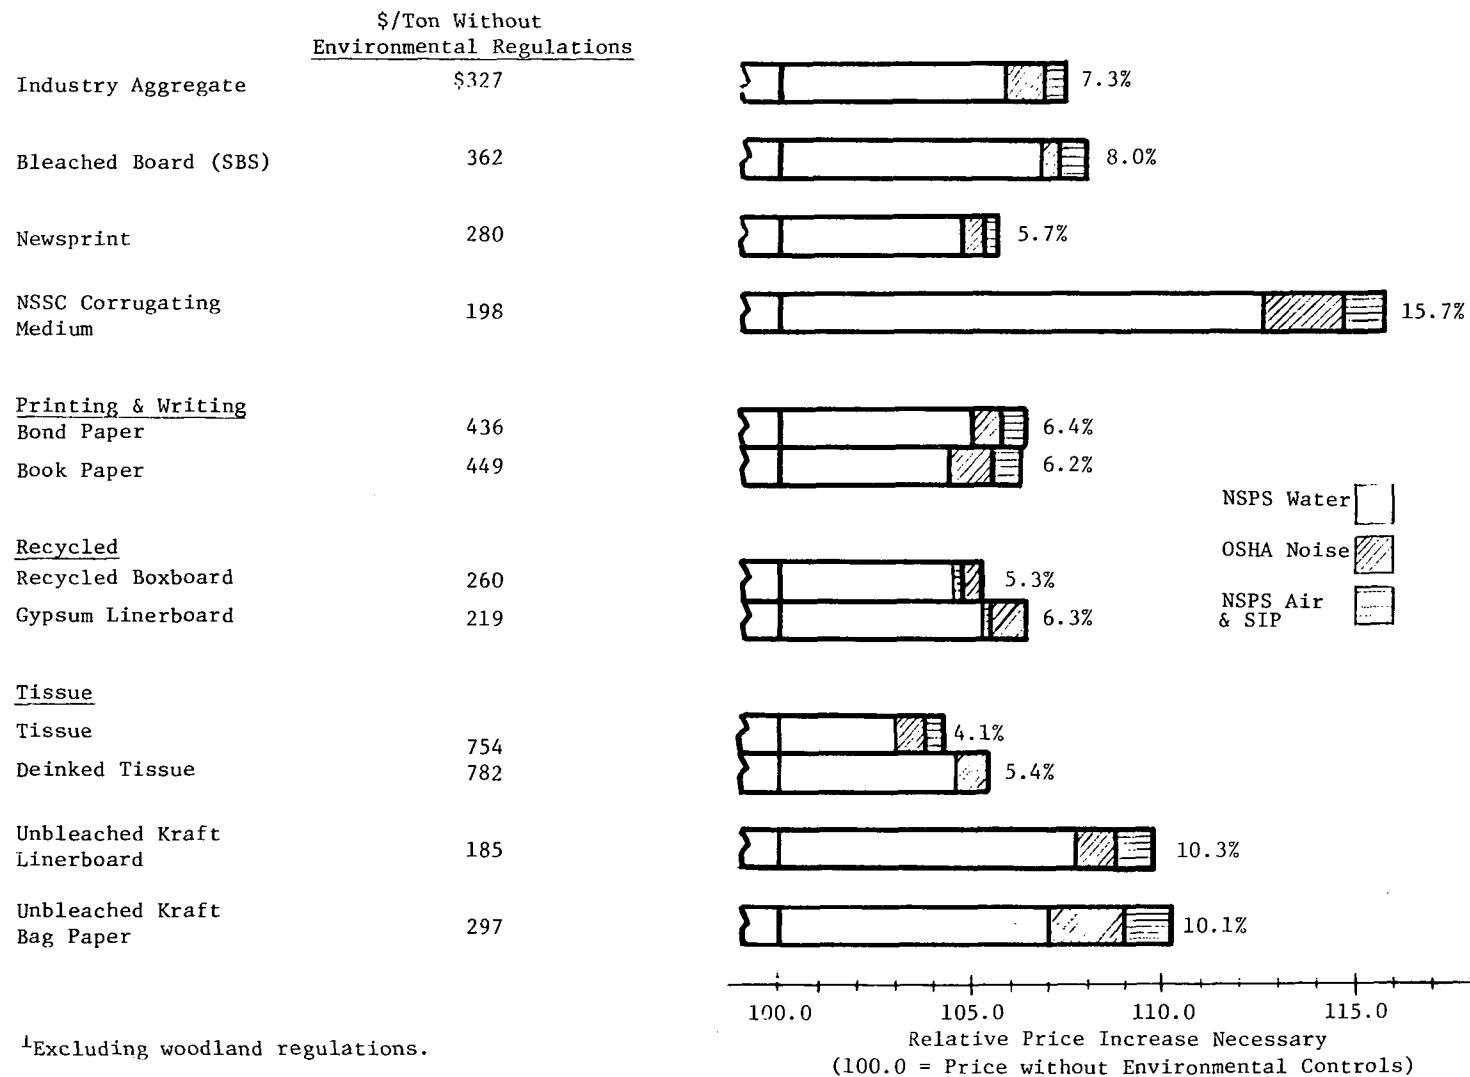 $/Ton Without
Environmental Regulations
Industry Aggregate $327 7.3%
Bleached Board (SBS) 362 8.0%
Newsprint 280 5.7%
NSSC Corrugating
Medium 198 15.7%
Printing & Writing
Bond Paper 436 6.4%
Book Paper 449 6.2%
NSPS Water
Recycled
OSHA Noise
Recycled Boxboard 260 5.3%
NSPS Air
& SIP
Gypsum Linerboard 219 6.3%
Tissue
Tissue 754 4.1%
Deinked Tissue 782 5.4%
Unbleached Kraft
Linerboard 185 10.3%
Unbleached Kraft
Bag Paper 297 10.1%
100.0 105.0 110.0 115.0
Relative Price Increase Necessary
(100.0 = Price without Environmental Controls)
1Excluding woodland regulations.